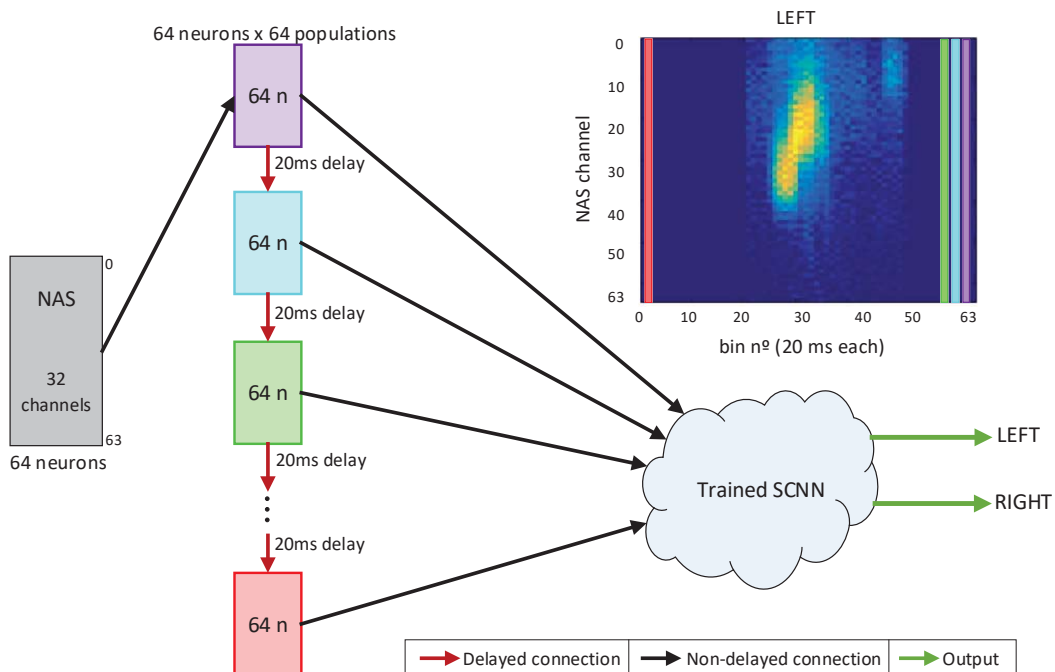 64 neurons x 64 populations
64 n
20ms delay
64 n
20ms delay
64 n
20ms delay
20ms delay
64 n
0
NAS
32
channels
63
64 neurons
LEFT
NAS channel
0
10
20
30
40
50
63
0 10 20 30 40 50 63
bin nº (20 ms each)
Trained SCNN
LEFT
RIGHT
Delayed connection Non-delayed connection Output